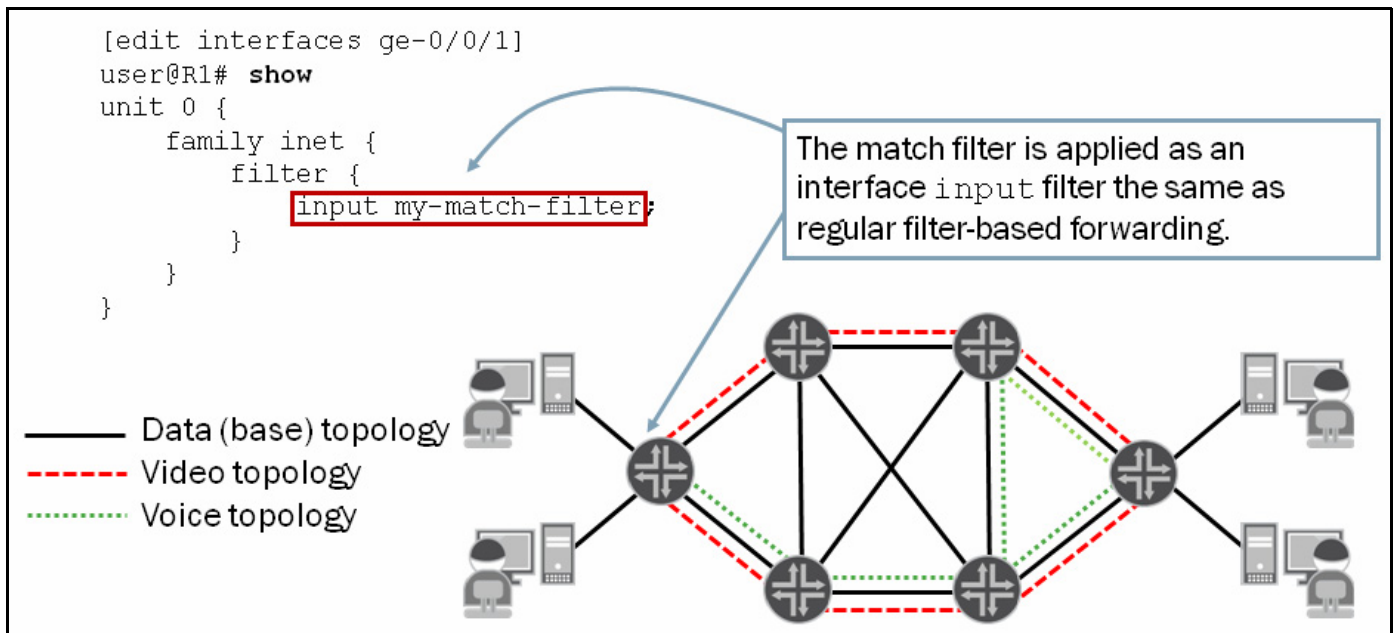 [edit interfaces ge-0/0/1]
user@R1# show
unit 0 {
family inet {
filter {
input my-match-filter;
}
}
}
The match filter is applied as an
interface input filter the same as
regular filter-based forwarding.
Data (base) topology
Video topology
Voice topology